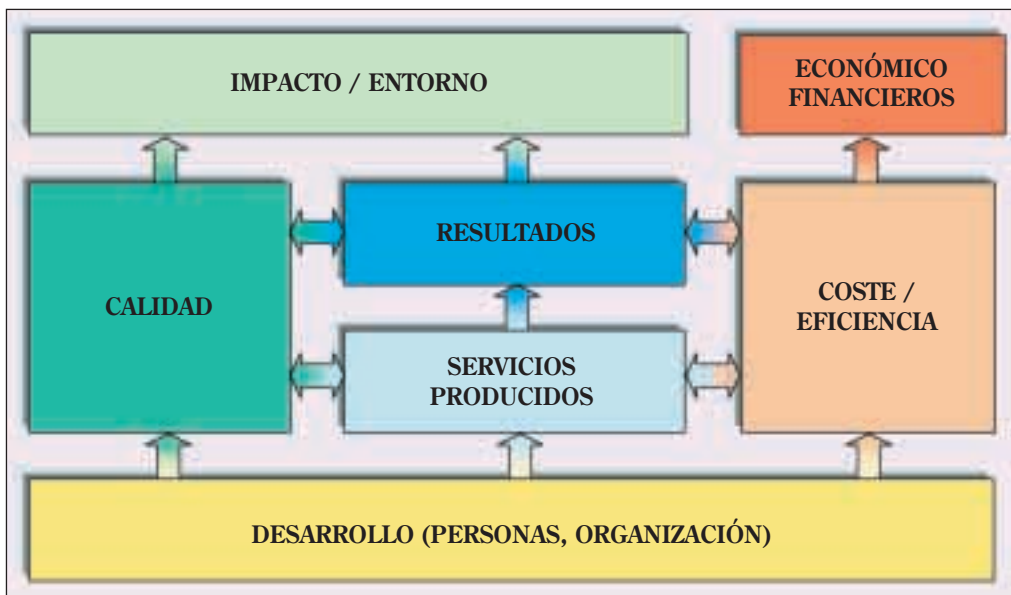 IMPACTO / ENTORNO
ECONÓMICO
FINANCIEROS
CALIDAD
RESULTADOS
SERVICIOS
PRODUCIDOS
COSTE /
EFICIENCIA
DESARROLLO (PERSONAS, ORGANIZACIÓN)